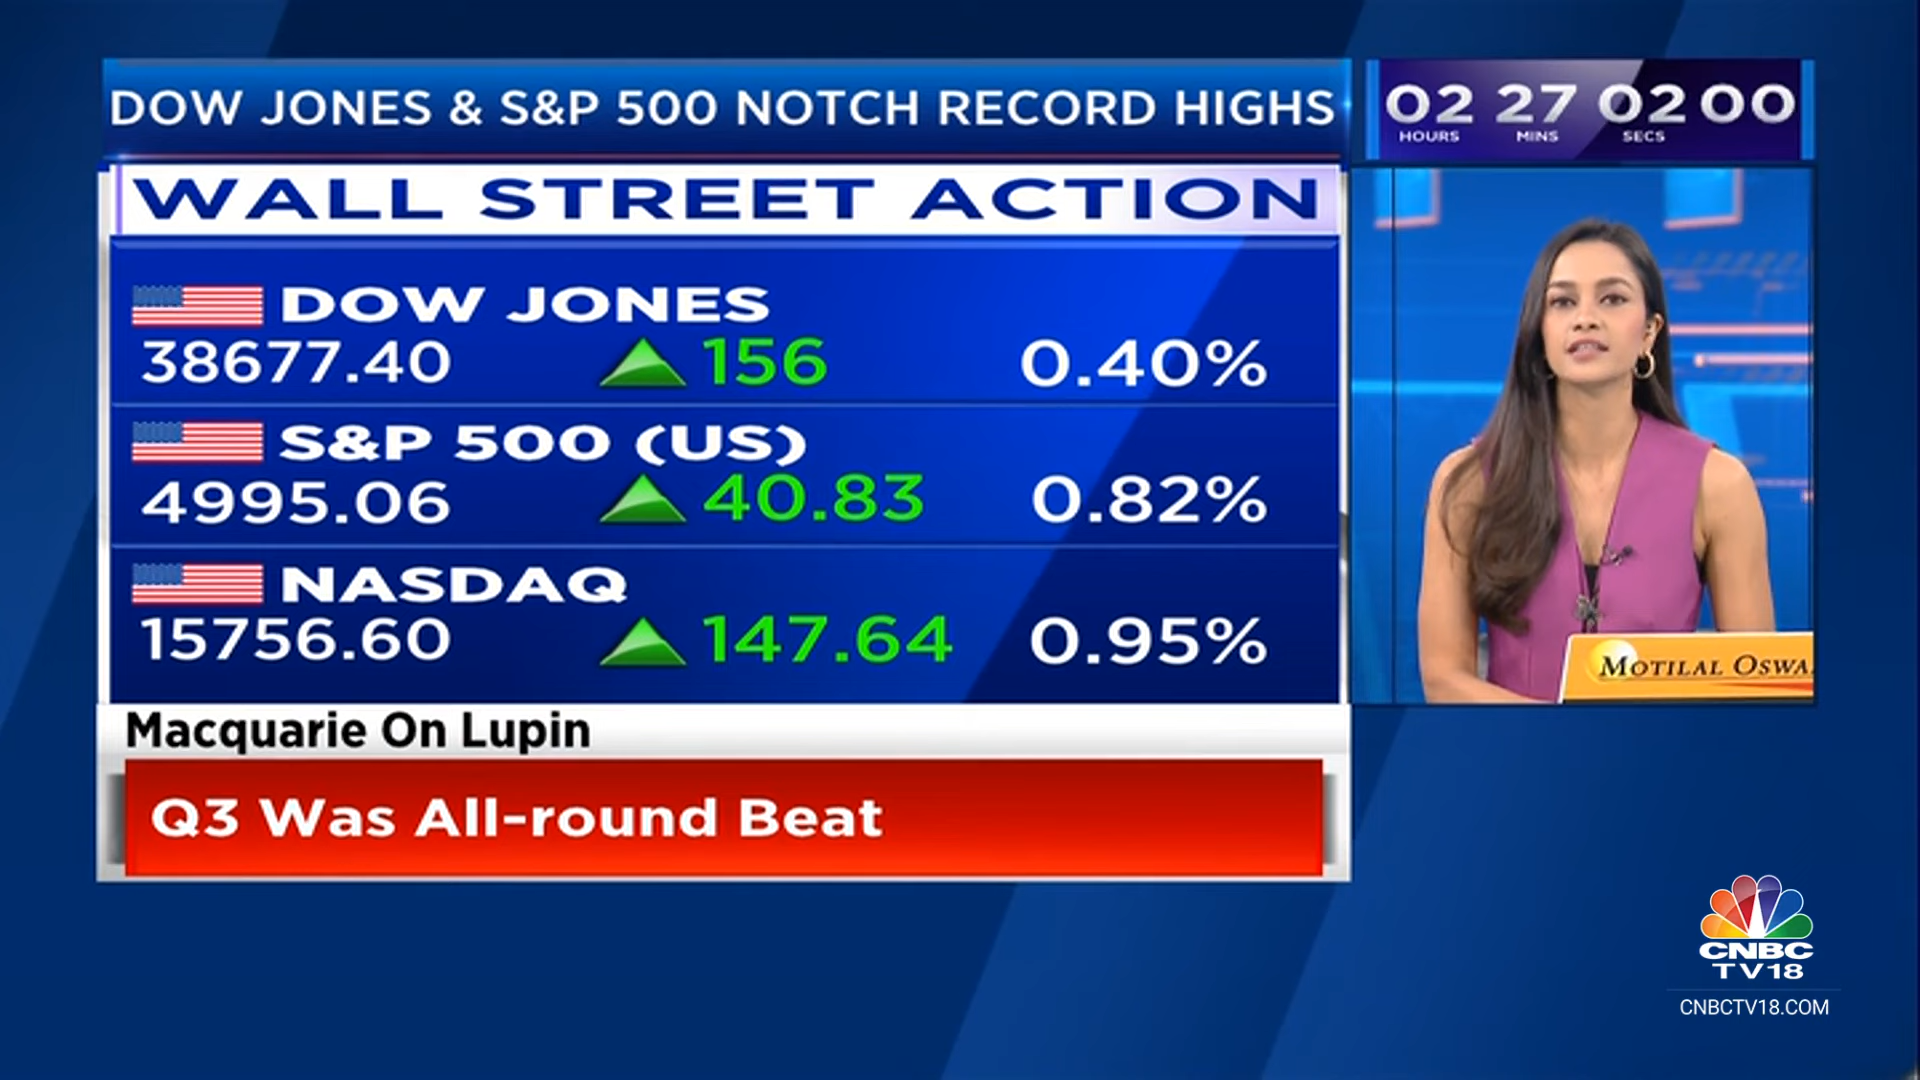 DOW JONES & S&P 500 NOTCH RECORD HIGHS
02 27 02 00
HOURS MINS SECS
WALL STREET ACTION
DOW JONES
38677.40 156 0.40%
S&P 500 (US)
4995.06 40.83 0.82%
NASDAQ
15756.60 147.64 0.95%
MOTILAL OSWA
Macquarie On Lupin
Q3 Was All-round Beat
CNBC
TV18
CNBCTV18.COM